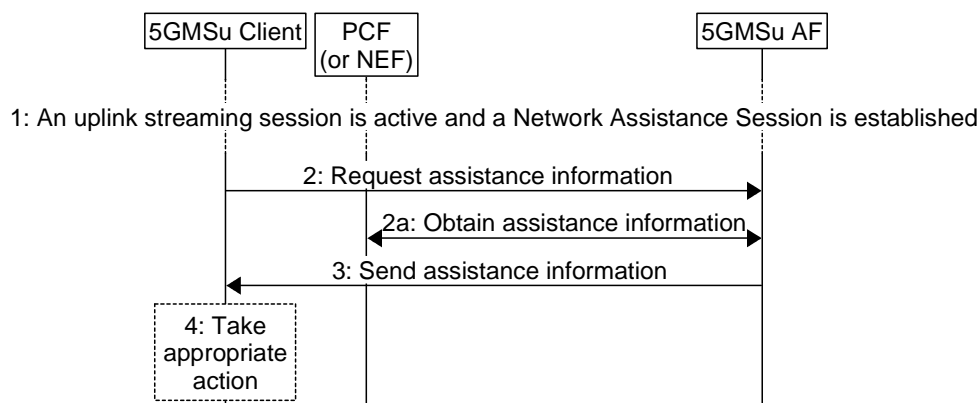 5GMSu Client
PCF
(or NEF)
5GMSu AF
1: An uplink streaming session is active and a Network Assistance Session is established
2: Request assistance information
2a: Obtain assistance information
3: Send assistance information
4: Take
appropriate
action